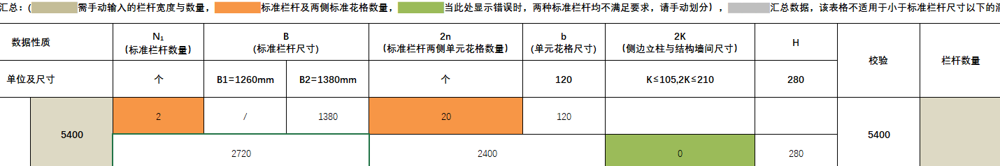 汇总：( 需手动输入的栏杆宽度与数量， 标准栏杆及两侧标准花格数量， 当此处显示错误时，两种标准栏杆均不满足要求，请手动划分）， 汇总数据，该表格不适用于小于标准栏杆尺寸以下的
数据性质 N₁ B 2n b 2K H 校验 栏杆数量
（标准栏杆数量） (标准栏杆尺寸) (标准栏杆两侧单元花格数量) (单元花格尺寸) （侧边立柱与结构墙间尺寸）
单位及尺寸 个 B1=1260mm B2=1380mm 个 120 K≤105,2K≤210 280
5400 2 / 1380 20 120 5400
2720 2400 0 280